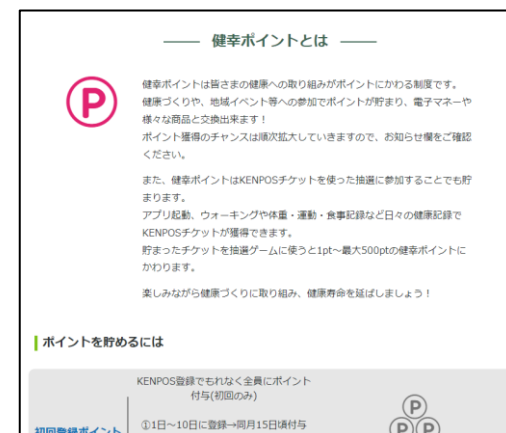 健幸ポイントとは
健幸ポイントは皆さまの健康への取り組みがポイントにかわる制度です。
健康づくりや、地域イベント等への参加でポイントが貯まり、電子マネーや
様々な商品と交換出来ます！
ポイント獲得のチャンスは順次拡大していきますので、お知らせ欄をご確認
ください。
また、健幸ポイントはKENPOSチケットを使った抽選に参加することでも貯
まります。
アプリ起動、ウォーキングや体重・運動・食事記録など日々の健康記録で
KENPOSチケットが獲得できます。
貯まったチケットを抽選ゲームに使うと1pt～最大500ptの健幸ポイントに
かわります。
楽しみながら健康づくりに取り組み、健康寿命を延ばしましょう！
ポイントを貯めるには
KENPOS登録でもれなく全員にポイント
付与(初回のみ)
①1日～10日に登録→同月15日頃付与
初回登録ポイント
P
P
P
P